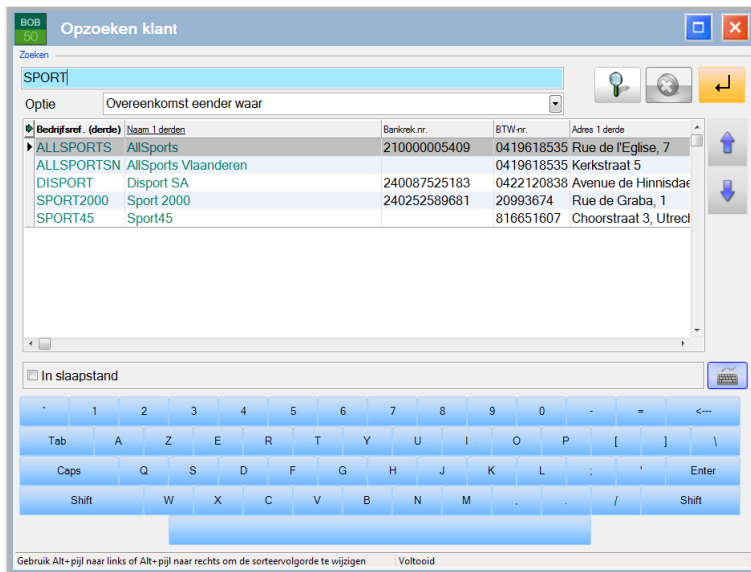 BOB
50
Opzoeken klant
Zoeken
SPORT
Optie Overeenkomst eender waar
Bedrijfsref. (derde) Naam 1 derden Bankrek.nr. BTW-nr. Adres 1 derde
ALLSPORTS AllSports 210000005409 0419618535 Rue de l'Eglise, 7
ALLSPORTSN AllSports Vlaanderen 0419618535 Kerkstraat 5
DISPORT Disport SA 240087525183 0422120838 Avenue de Hinnisdae
SPORT2000 Sport 2000 240252589681 20993674 Rue de Graba, 1
SPORT45 Sport45 816651607 Choorstraat 3, Utrech
In slaapstand
` 1 2 3 4 5 6 7 8 9 0 - = <---
Tab A Z E R T Y U I O P [ ] \
Caps Q S D F G H J K L ; ' Enter
Shift W X C V B N M , . / Shift
Gebruik Alt+pijl naar links of Alt+pijl naar rechts om de sorteervolgorde te wijzigen Voltooid